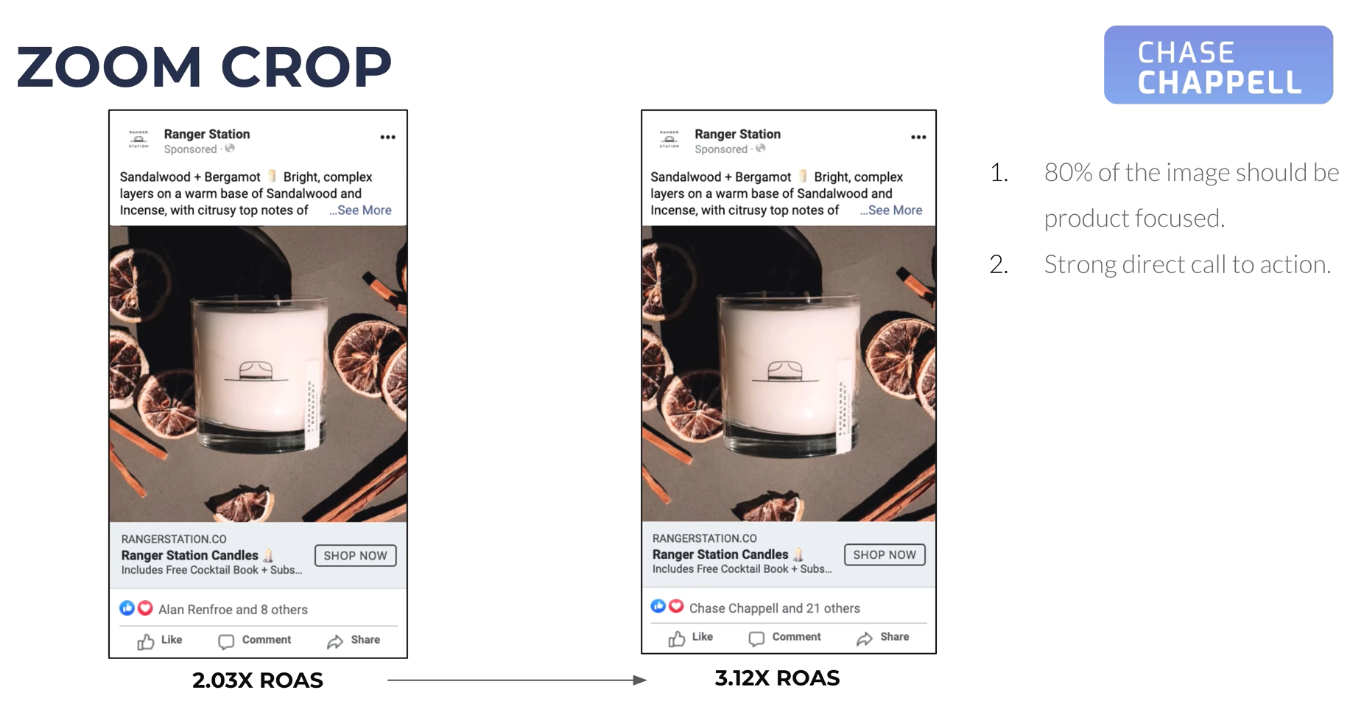 ZOOM CROP
CHASE
CHAPPELL
RANGER
STATION
Ranger Station
Sponsored ·
Sandalwood + Bergamot Bright, complex
layers on a warm base of Sandalwood and
Incense, with citrusy top notes of ...See More
RANGERSTATION.CO
Ranger Station Candles
Includes Free Cocktail Book + Subs...
SHOP NOW
Alan Renfroe and 8 others
Like Comment Share
2.03X ROAS
RANGER
STATION
Ranger Station
Sponsored ·
Sandalwood + Bergamot Bright, complex
layers on a warm base of Sandalwood and
Incense, with citrusy top notes of ...See More
RANGERSTATION.CO
Ranger Station Candles
Includes Free Cocktail Book + Subs...
SHOP NOW
Chase Chappell and 21 others
Like Comment Share
3.12X ROAS
1. 80% of the image should be
product focused.
2. Strong direct call to action.